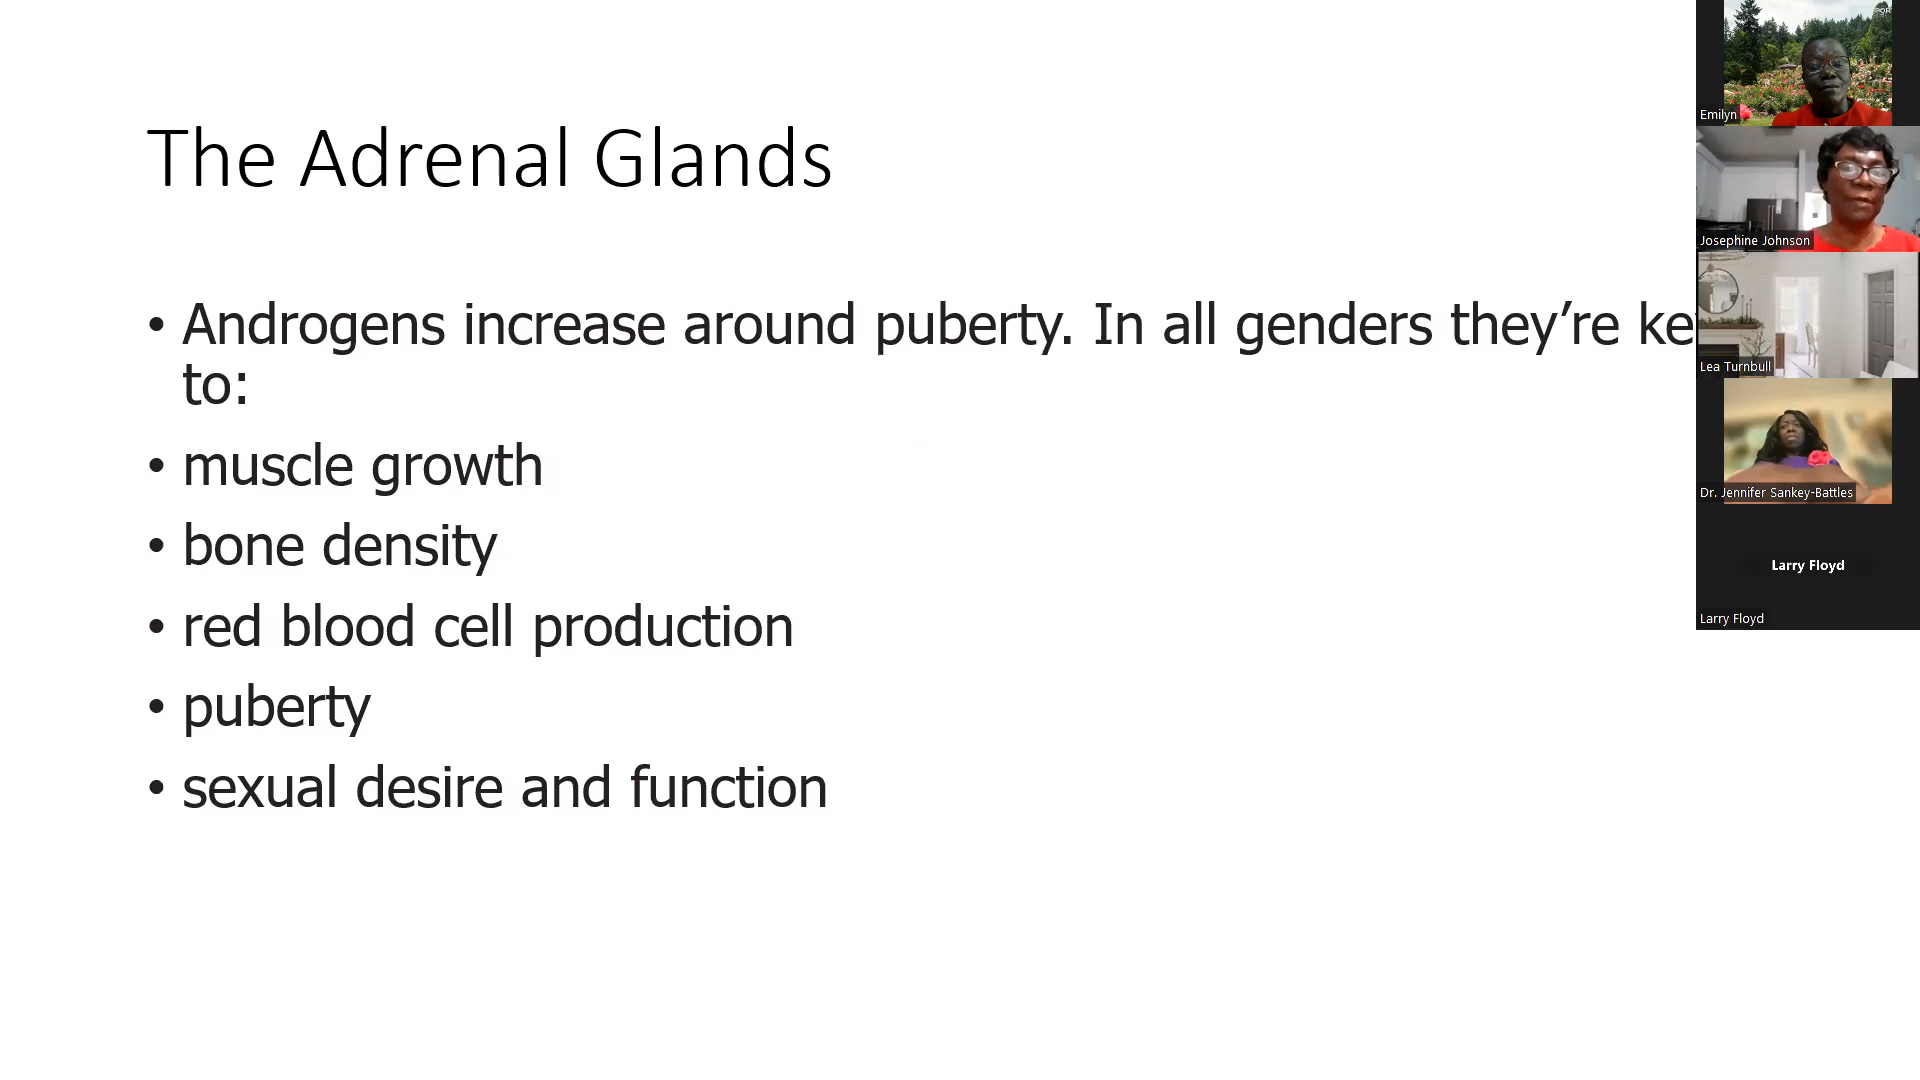 The Adrenal Glands
• Androgens increase around puberty. In all genders they’re ke
to:
• muscle growth
• bone density
• red blood cell production
• puberty
• sexual desire and function
Emilyn
Josephine Johnson
Lea Turnbull
Dr. Jennifer Sankey-Battles
Larry Floyd
Larry Floyd